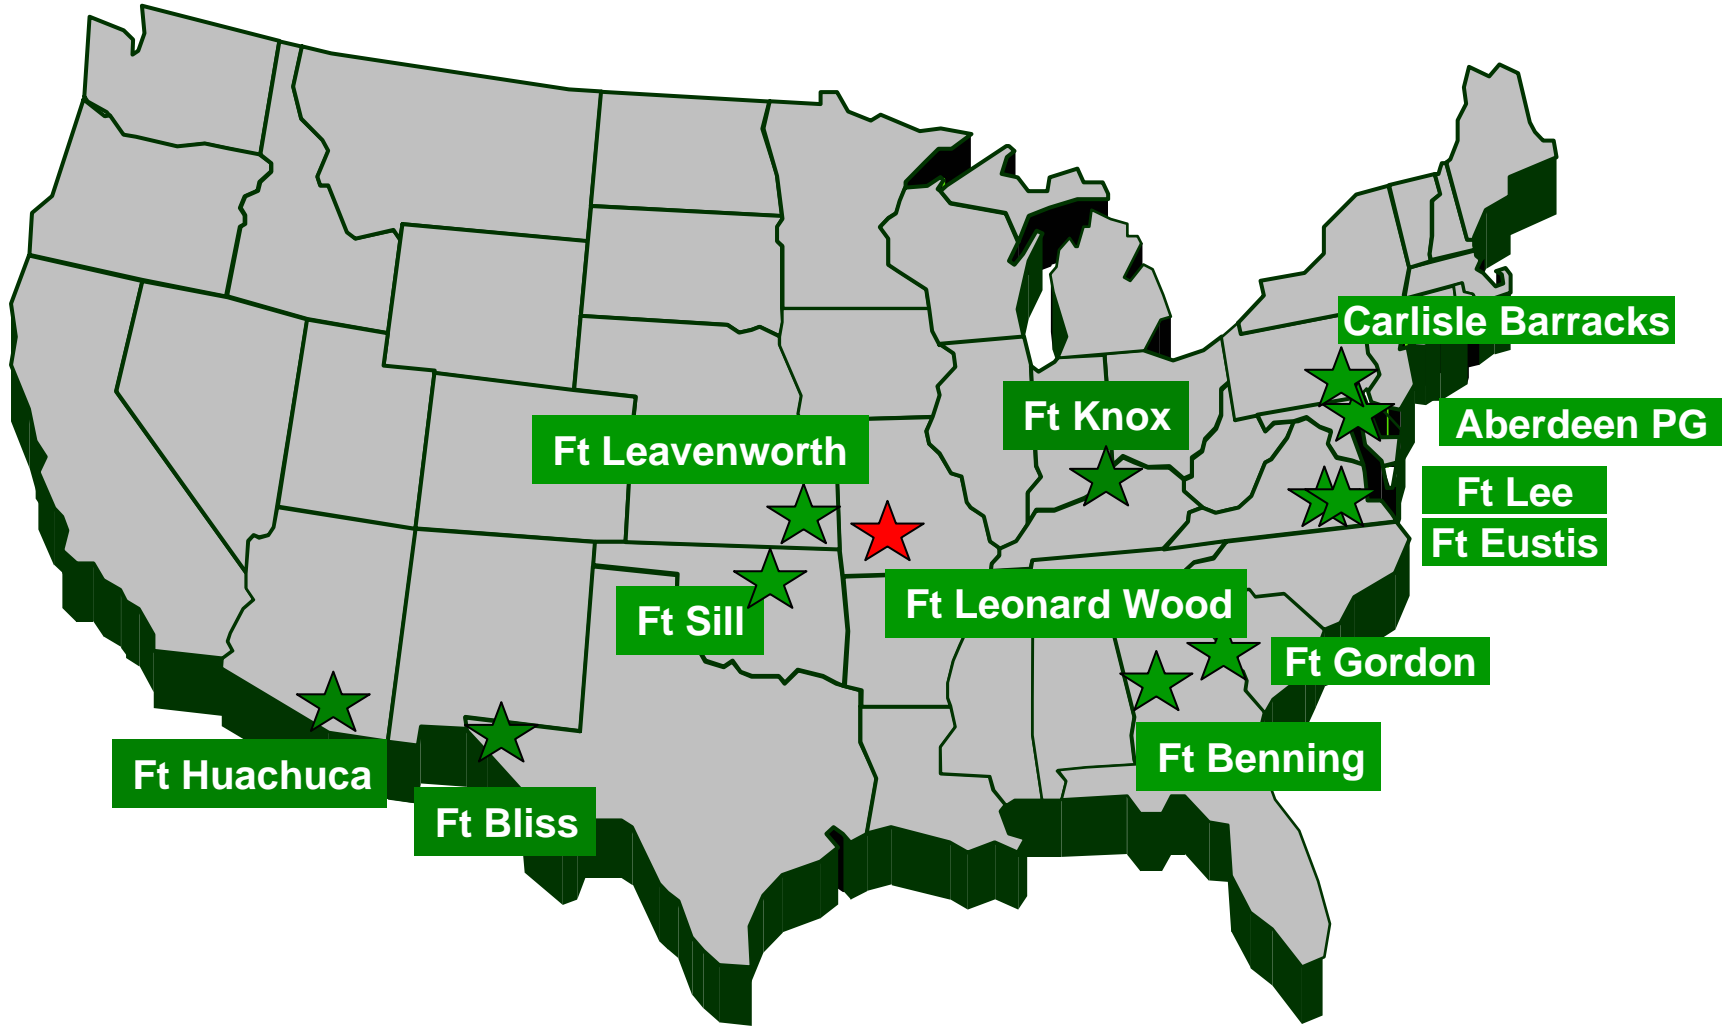 Carlisle Barracks
Ft Knox
Aberdeen PG
Ft Leavenworth
Ft Lee
Ft Eustis
Ft Leonard Wood
Ft Sill
Ft Gordon
Ft Benning
Ft Huachuca
Ft Bliss